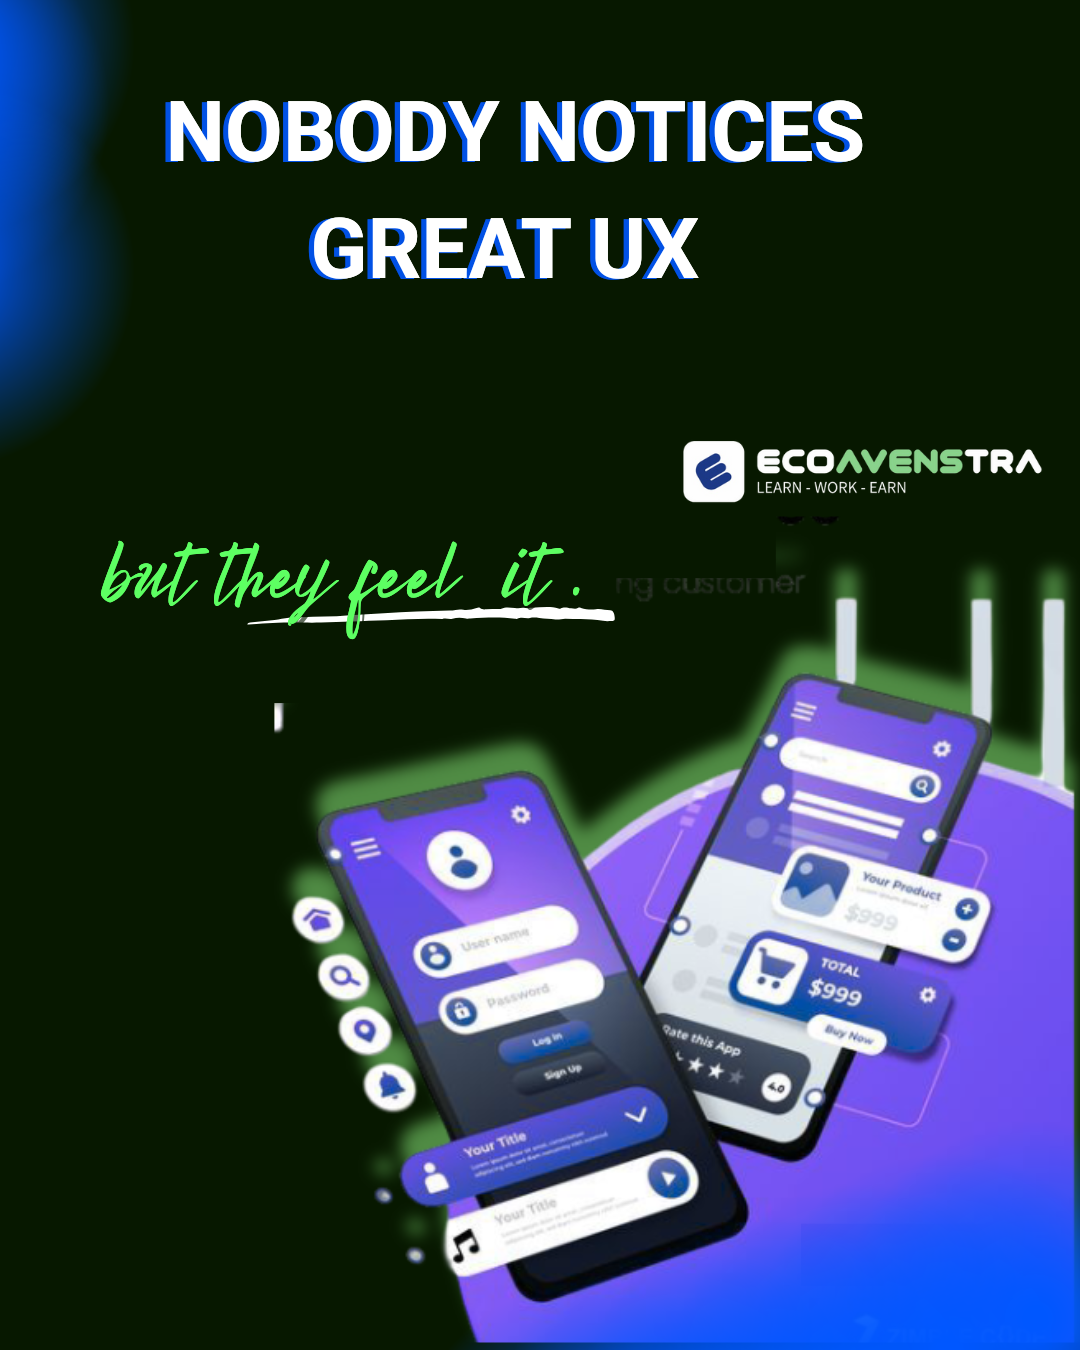 NOBODY NOTICES
GREAT UX
ECOAVENSTRA
LEARN - WORK - EARN
but they feel it .
ng customer
Search
Your Product
$999
TOTAL
$999
Buy Now
Rate this App
4.0
User name
Password
Log in
Sign Up
Your Title
Your Title